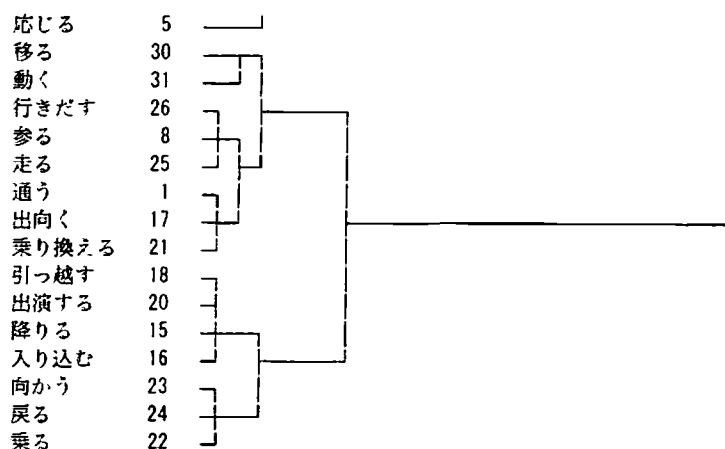 応じる 5
移る 30
動く 31
行きだす 26
参る 8
走る 25
通う 1
出向く 17
乗り換える 21
引っ越す 18
出演する 20
降りる 15
入り込む 16
向かう 23
戻る 24
乗る 22